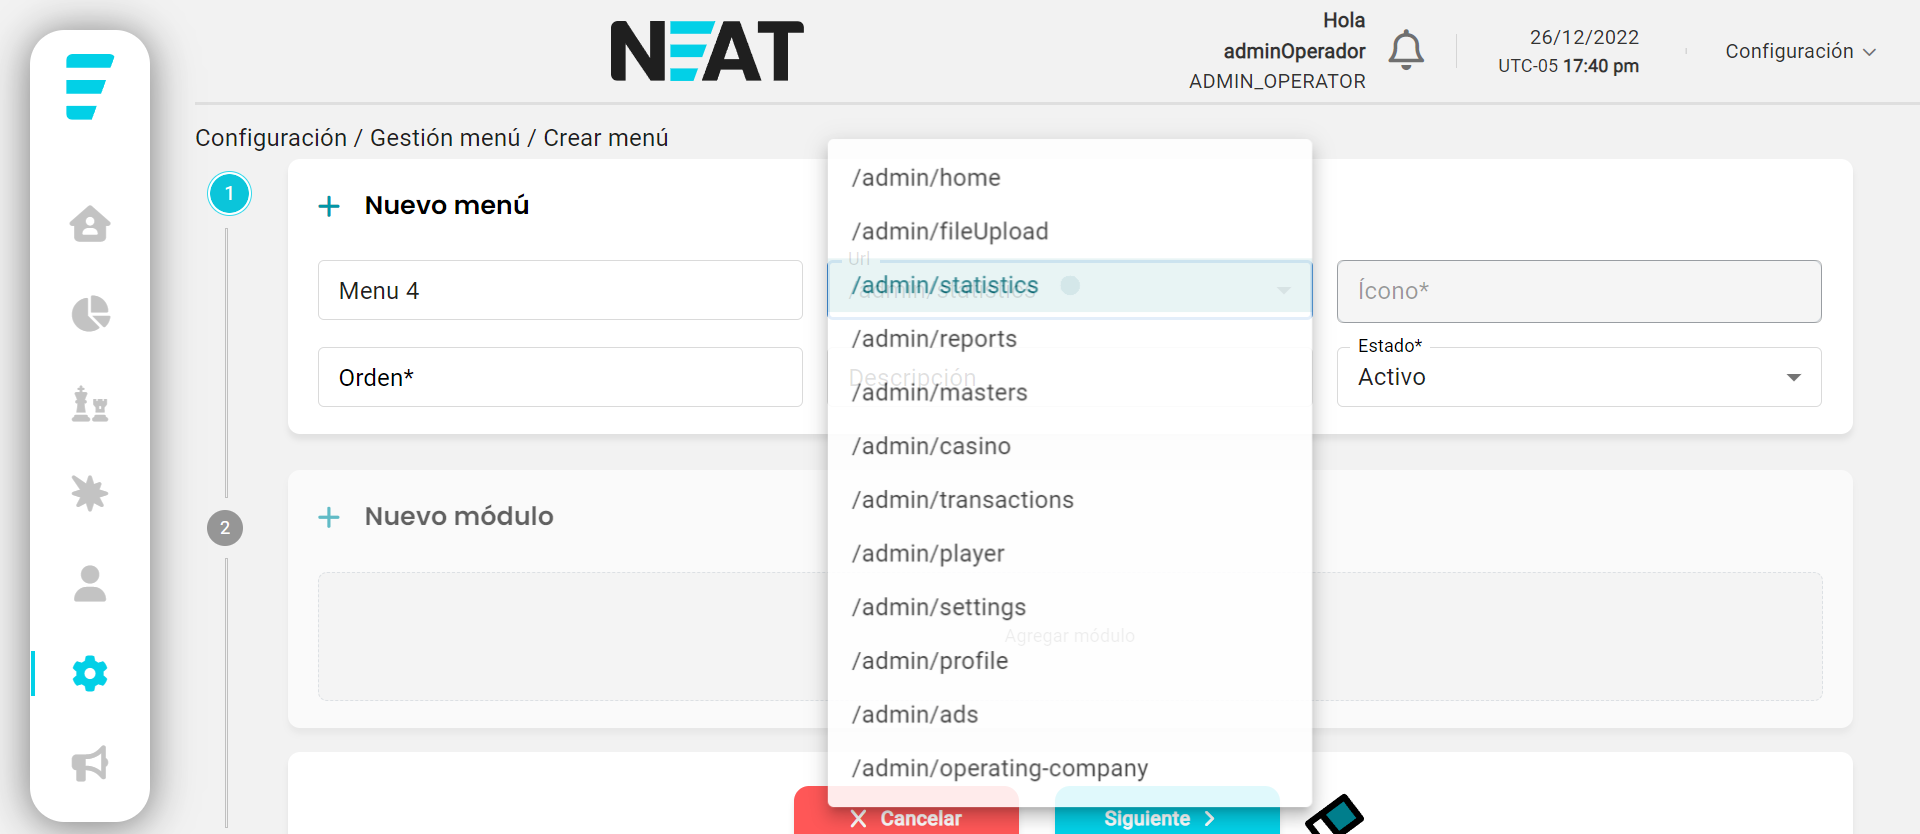 NEAT
Hola
adminOperador
ADMIN_OPERATOR
26/12/2022
UTC-05 17:40 pm
Configuración
Configuración / Gestión menú / Crear menú
1
Nuevo menú
Menu 4
Url
/admin/statistics
Ícono*
Orden*
Descripción
Estado*
Activo
/admin/home
/admin/fileUpload
/admin/statistics
/admin/reports
/admin/masters
/admin/casino
/admin/transactions
/admin/player
/admin/settings
/admin/profile
/admin/ads
/admin/operating-company
2
Nuevo módulo
Agregar módulo
Cancelar
Siguiente